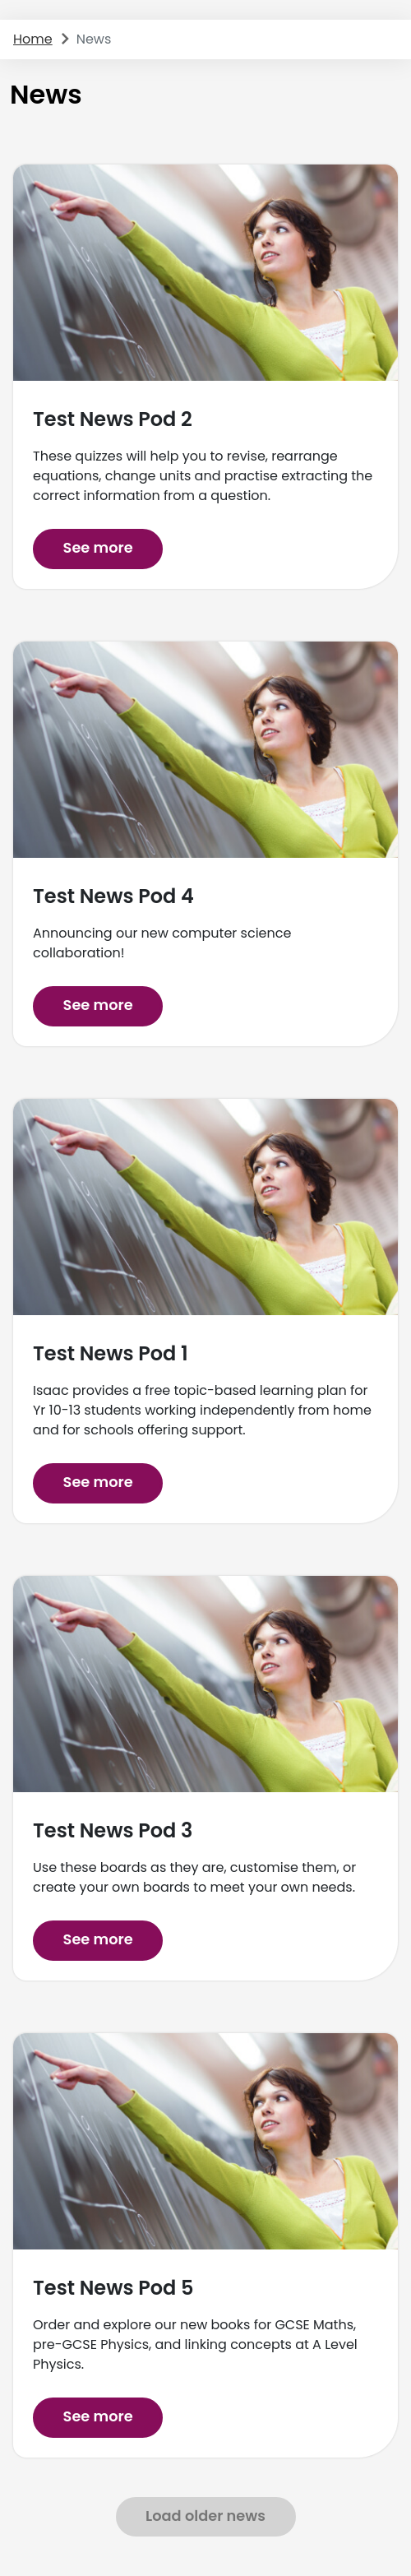 Home > News
News
Test News Pod 2
These quizzes will help you to revise, rearrange
equations, change units and practise extracting the
correct information from a question.
See more
Test News Pod 4
Announcing our new computer science
collaboration!
See more
Test News Pod 1
Isaac provides a free topic-based learning plan for
Yr 10-13 students working independently from home
and for schools offering support.
See more
Test News Pod 3
Use these boards as they are, customise them, or
create your own boards to meet your own needs.
See more
Test News Pod 5
Order and explore our new books for GCSE Maths,
pre-GCSE Physics, and linking concepts at A Level
Physics.
See more
Load older news